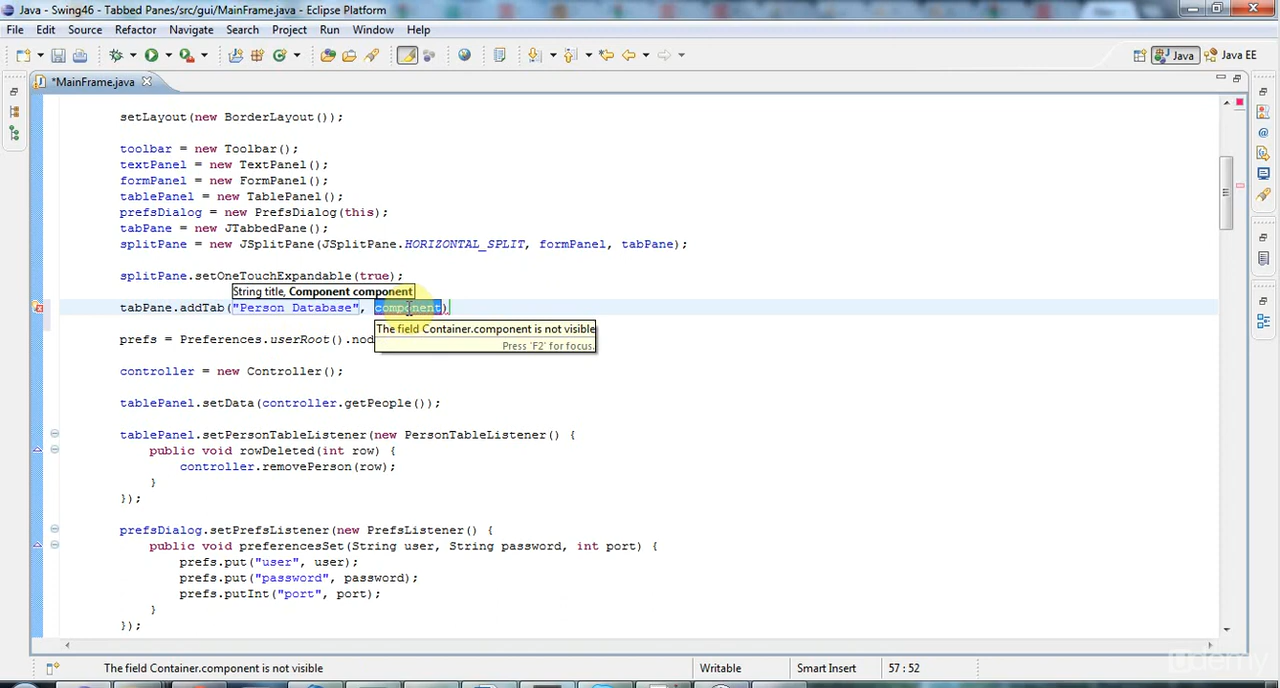 Java - Swing46 - Tabbed Panes/src/gui/MainFrame.java - Eclipse Platform
File Edit Source Refactor Navigate Search Project Run Window Help
Java Java EE
*MainFrame.java
setLayout(new BorderLayout());
toolbar = new Toolbar();
textPanel = new TextPanel();
formPanel = new FormPanel();
tablePanel = new TablePanel();
prefsDialog = new PrefsDialog(this);
tabPane = new JTabbedPane();
splitPane = new JSplitPane(JSplitPane.HORIZONTAL_SPLIT, formPanel, tabPane);
splitPane.setOneTouchExpandable(true);
String title, Component component
tabPane.addTab("Person Database", component)
The field Container.component is not visible
prefs = Preferences.userRoot().nod
Press 'F2' for focus.
controller = new Controller();
tablePanel.setData(controller.getPeople());
tablePanel.setPersonTableListener(new PersonTableListener() {
public void rowDeleted(int row) {
controller.removePerson(row);
}
});
prefsDialog.setPrefsListener(new PrefsListener() {
public void preferencesSet(String user, String password, int port) {
prefs.put("user", user);
prefs.put("password", password);
prefs.putInt("port", port);
}
});
The field Container.component is not visible Writable Smart Insert 57 : 52
udemy